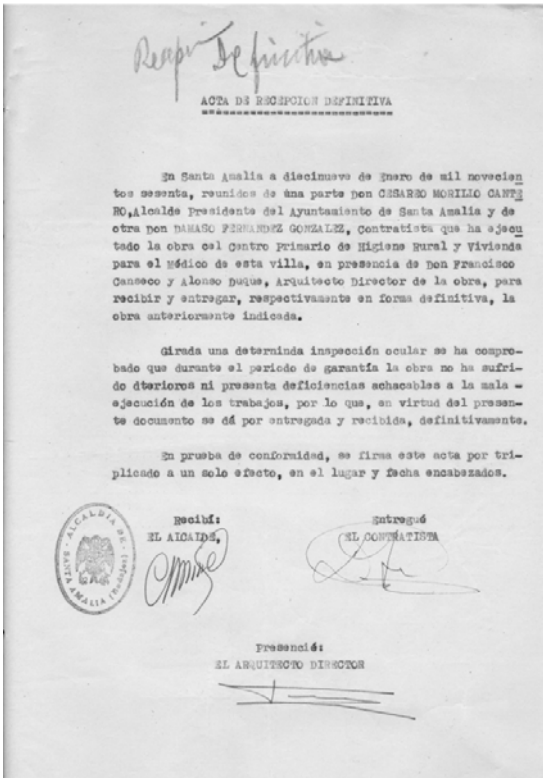 Recep. Definitiva
ACTA DE RECEPCION DEFINITIVA
En Santa Amalia a diecinueve de Enero de mil novecien
tos sesenta, reunidos de úna parte Don CESAREO MORILLO CANTE
RO,Alcalde Presidente del Ayuntamiento de Santa Amalia y de
otra Don DAMASO FERNANDEZ GONZALEZ, Contratista que ha ejecu
tado la obra cel Centro Primario de Higiene Rural y Vivienda
para el Médico de esta villa, en presencia de Don Francisco
Canseco y Alonso Duque, Arquitecto Director de la obra, para
recibir y entregar, respectivamente en forma definitiva, la
obra anteriormente indicada.
Girada una determinda inspección ocular se ha compro-
bado que durante el periodo de garantía la obra no ha sufri-
do dterioros ni presenta deficiencias achacables a la mala -
ejecución de los trabajos, por lo que, en virtud del presen-
te documento se dá por entregada y recibida, definitivamente.
En prueba de conformidad, se firma este acta por tri-
plicado a un solo efecto, en el lugar y fecha encabezados.
Recibí:
EL ALCALDE,
Entregué
EL CONTRATISTA
ALCALDIA DE
SANTA AMALIA (Badajoz)
Presenció:
EL ARQUITECTO DIRECTOR